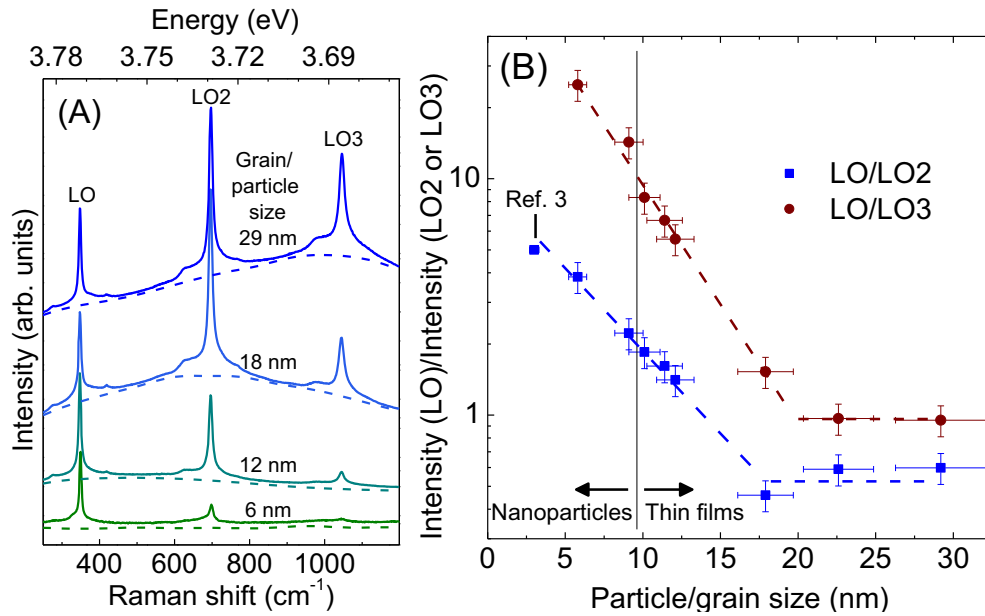 Energy (eV)
3.77 3.75 3.72 3.69
(A)
LO2
LO3
LO
Grain/
particle
size
29 nm
18 nm
12 nm
6 nm
Intensity (arb. units)
400 600 800 1000
Raman shift (cm⁻¹)
(B)
Intensity (LO)/Intensity (LO2 or LO3)
10
1
Ref. 3
LO/LO2
LO/LO3
Nanoparticles
Thin films
0 5 10 15 20 25 30
Particle/grain size (nm)